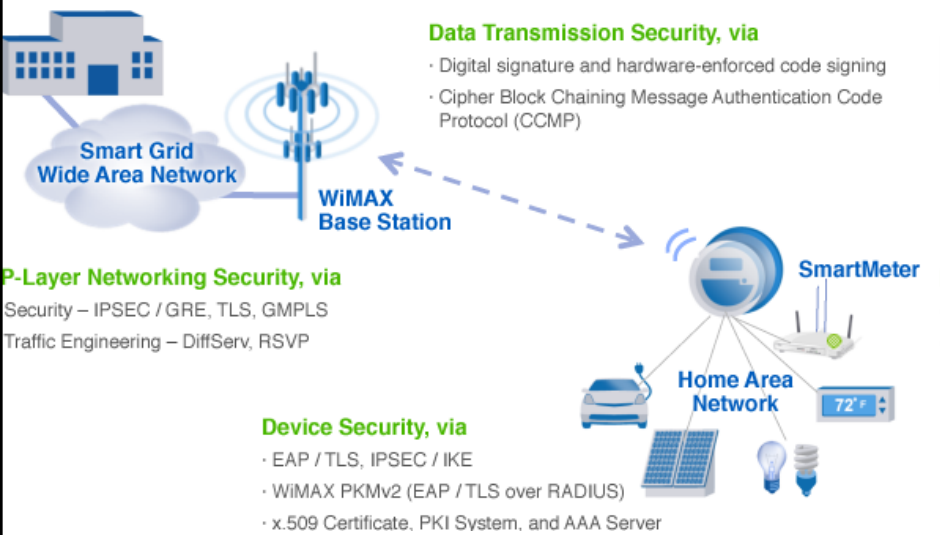 Data Transmission Security, via
· Digital signature and hardware-enforced code signing
· Cipher Block Chaining Message Authentication Code
Protocol (CCMP)
Smart Grid
Wide Area Network
WiMAX
Base Station
SmartMeter
P-Layer Networking Security, via
Security – IPSEC / GRE, TLS, GMPLS
Traffic Engineering – DiffServ, RSVP
Home Area
Network
72° F
Device Security, via
· EAP / TLS, IPSEC / IKE
· WiMAX PKMv2 (EAP / TLS over RADIUS)
· x.509 Certificate, PKI System, and AAA Server